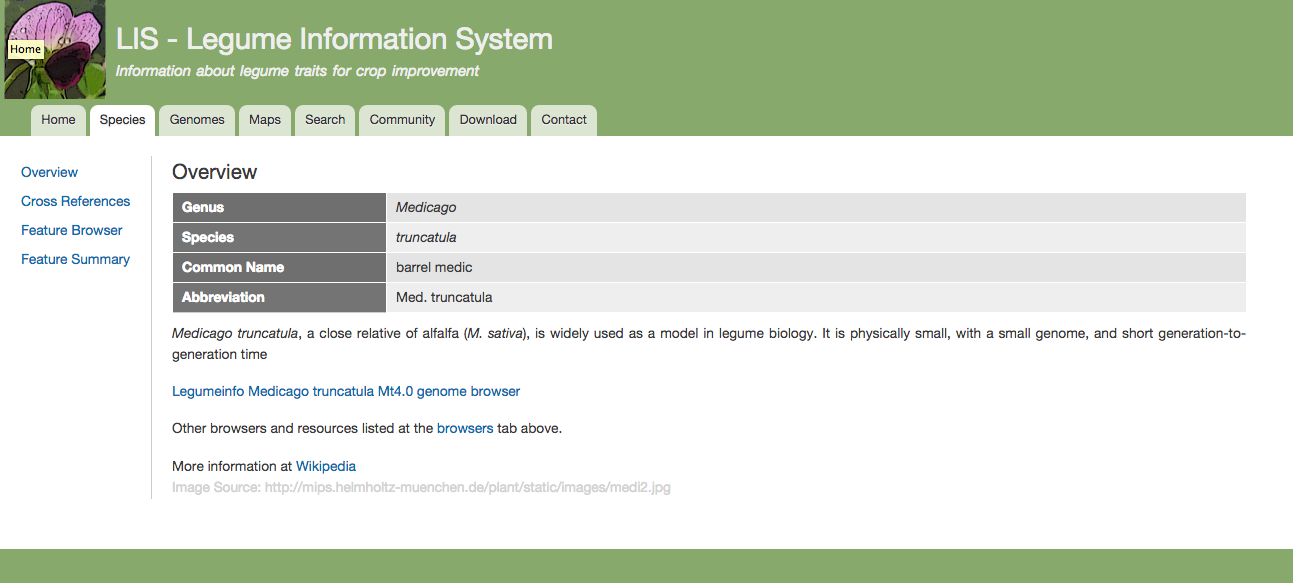 Home
LIS - Legume Information System
Information about legume traits for crop improvement
Home Species Genomes Maps Search Community Download Contact
Overview
Cross References
Feature Browser
Feature Summary
Overview
Genus Medicago
Species truncatula
Common Name barrel medic
Abbreviation Med. truncatula
Medicago truncatula, a close relative of alfalfa (M. sativa), is widely used as a model in legume biology. It is physically small, with a small genome, and short generation-to-
generation time
Legumeinfo Medicago truncatula Mt4.0 genome browser
Other browsers and resources listed at the browsers tab above.
More information at Wikipedia
Image Source: http://mips.helmholtz-muenchen.de/plant/static/images/medi2.jpg